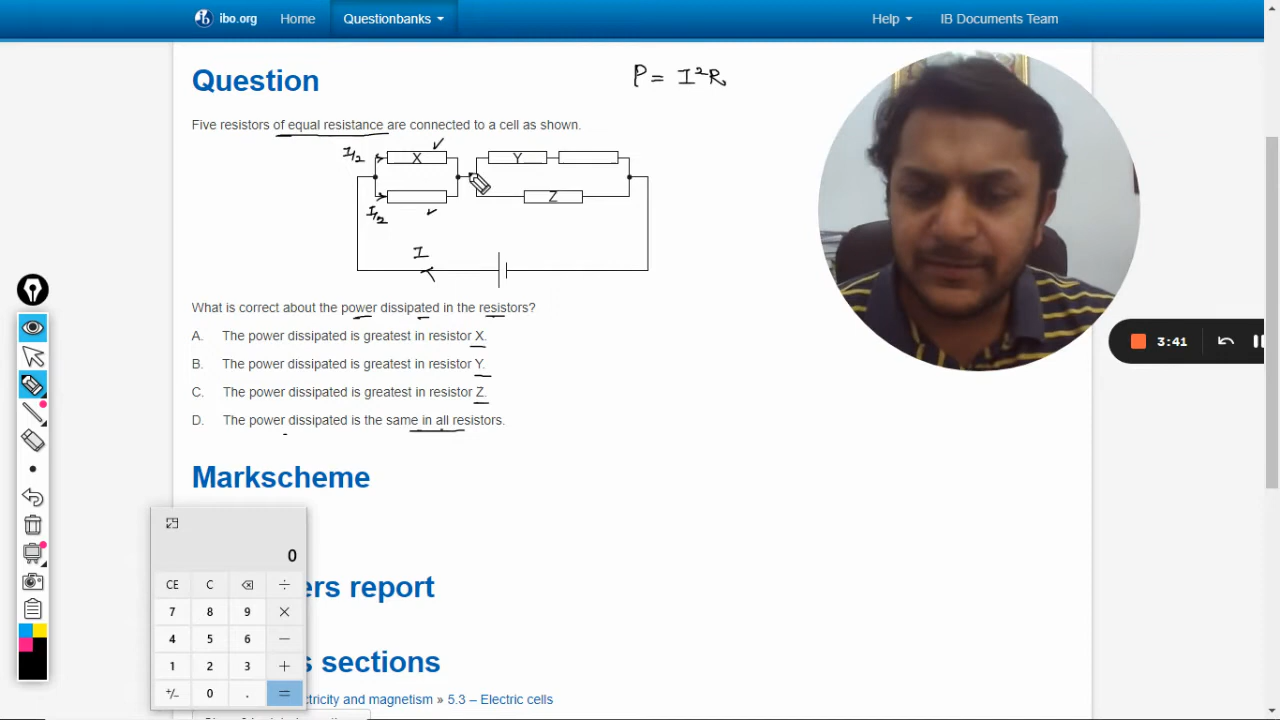 ibo.org Home Questionbanks Help IB Documents Team
Question
P = I²R
Five resistors of equal resistance are connected to a cell as shown.
I/2 X Y
I/2 Z
I
What is correct about the power dissipated in the resistors?
A. The power dissipated is greatest in resistor X.
B. The power dissipated is greatest in resistor Y.
C. The power dissipated is greatest in resistor Z.
D. The power dissipated is the same in all resistors.
3:41
Markscheme
0
CE C ⌫ ÷
7 8 9 ×
4 5 6 −
1 2 3 +
+/− 0 . =
ers report
s sections
ctricity and magnetism » 5.3 – Electric cells